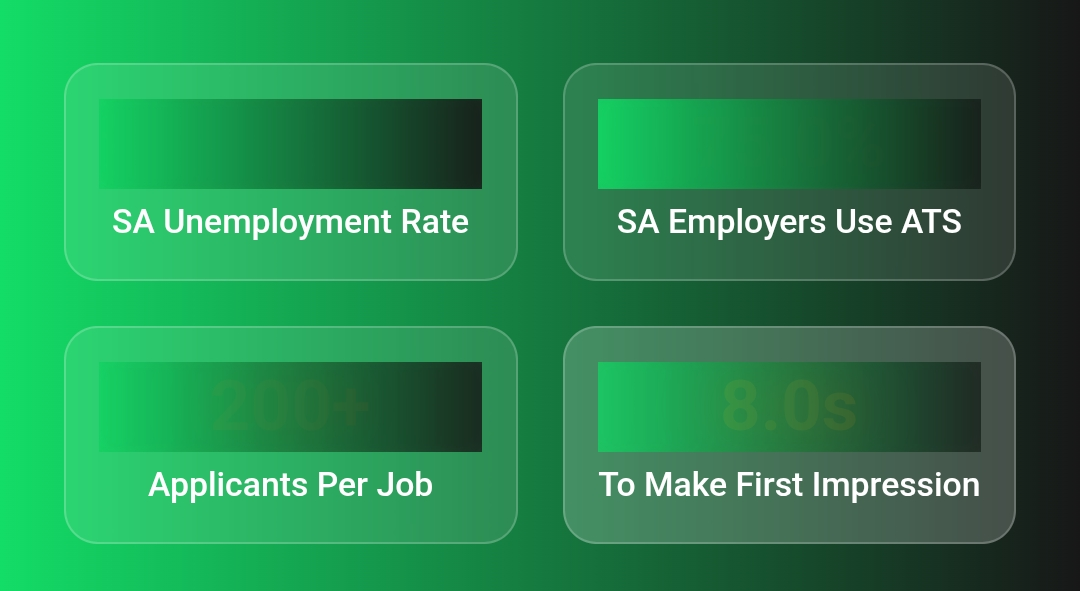 SA Unemployment Rate
SA Employers Use ATS
200+
Applicants Per Job
8.0s
To Make First Impression